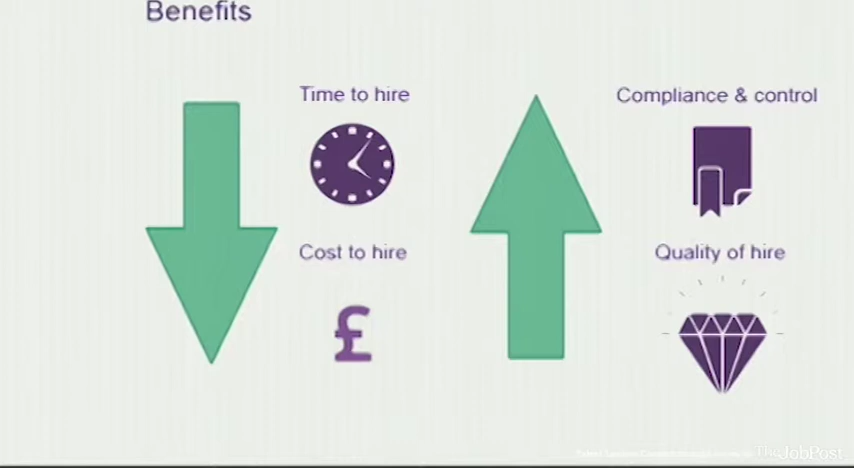 Benefits
Time to hire
Compliance & control
Cost to hire
Quality of hire
£
TheJobPost.